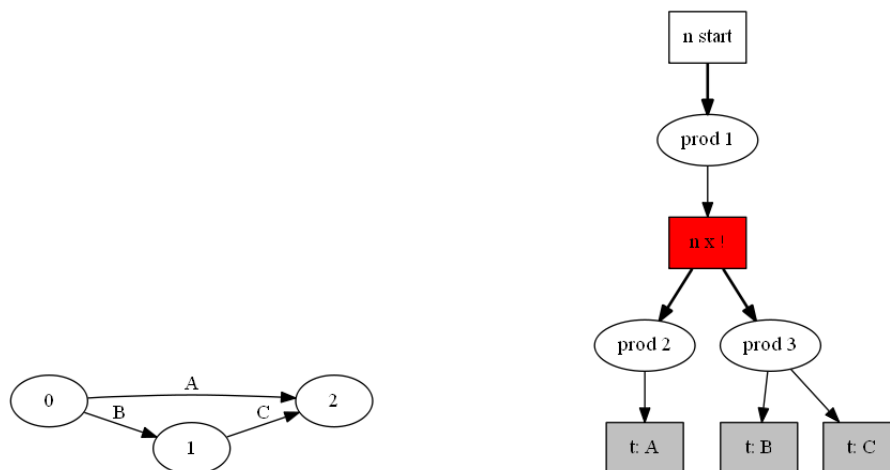 n start
prod 1
n x !
prod 2
prod 3
A
0
2
B
C
1
t: A
t: B
t: C